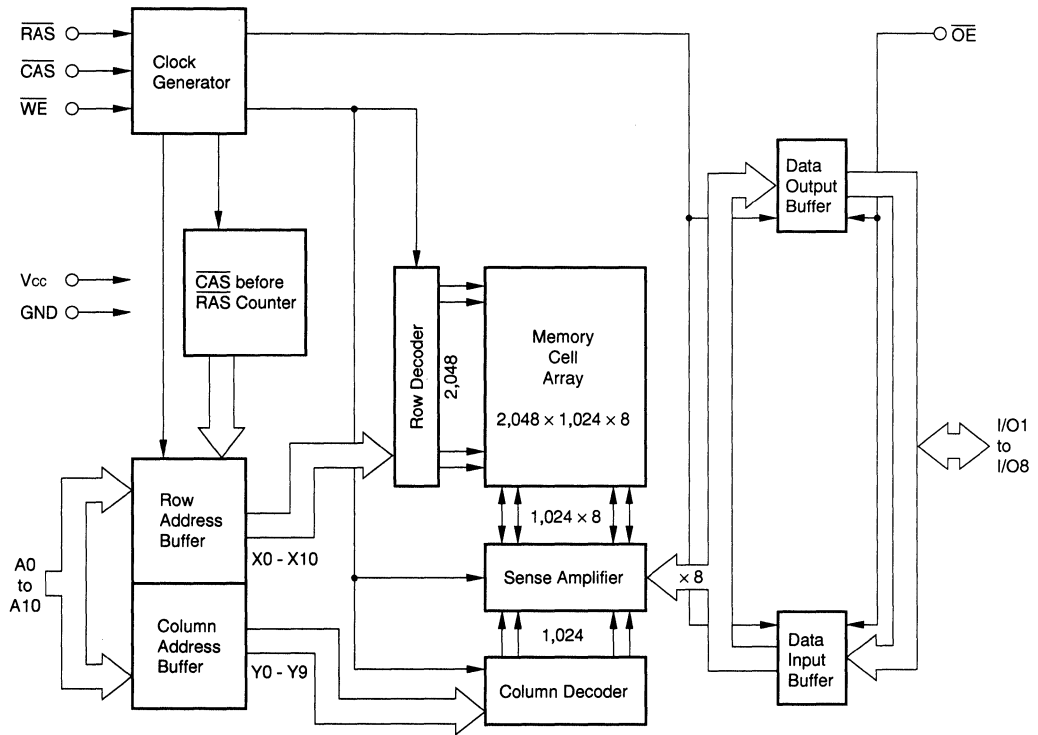 RAS
CAS
WE
Clock
Generator
OE
Data
Output
Buffer
Vcc
GND
CAS before
RAS Counter
Row Decoder
2,048
Memory
Cell
Array
2,048 × 1,024 × 8
I/O1
to
I/O8
Row
Address
Buffer
X0 - X10
1,024 × 8
A0
to
A10
Sense Amplifier
× 8
Column
Address
Buffer
Y0 - Y9
1,024
Column Decoder
Data
Input
Buffer